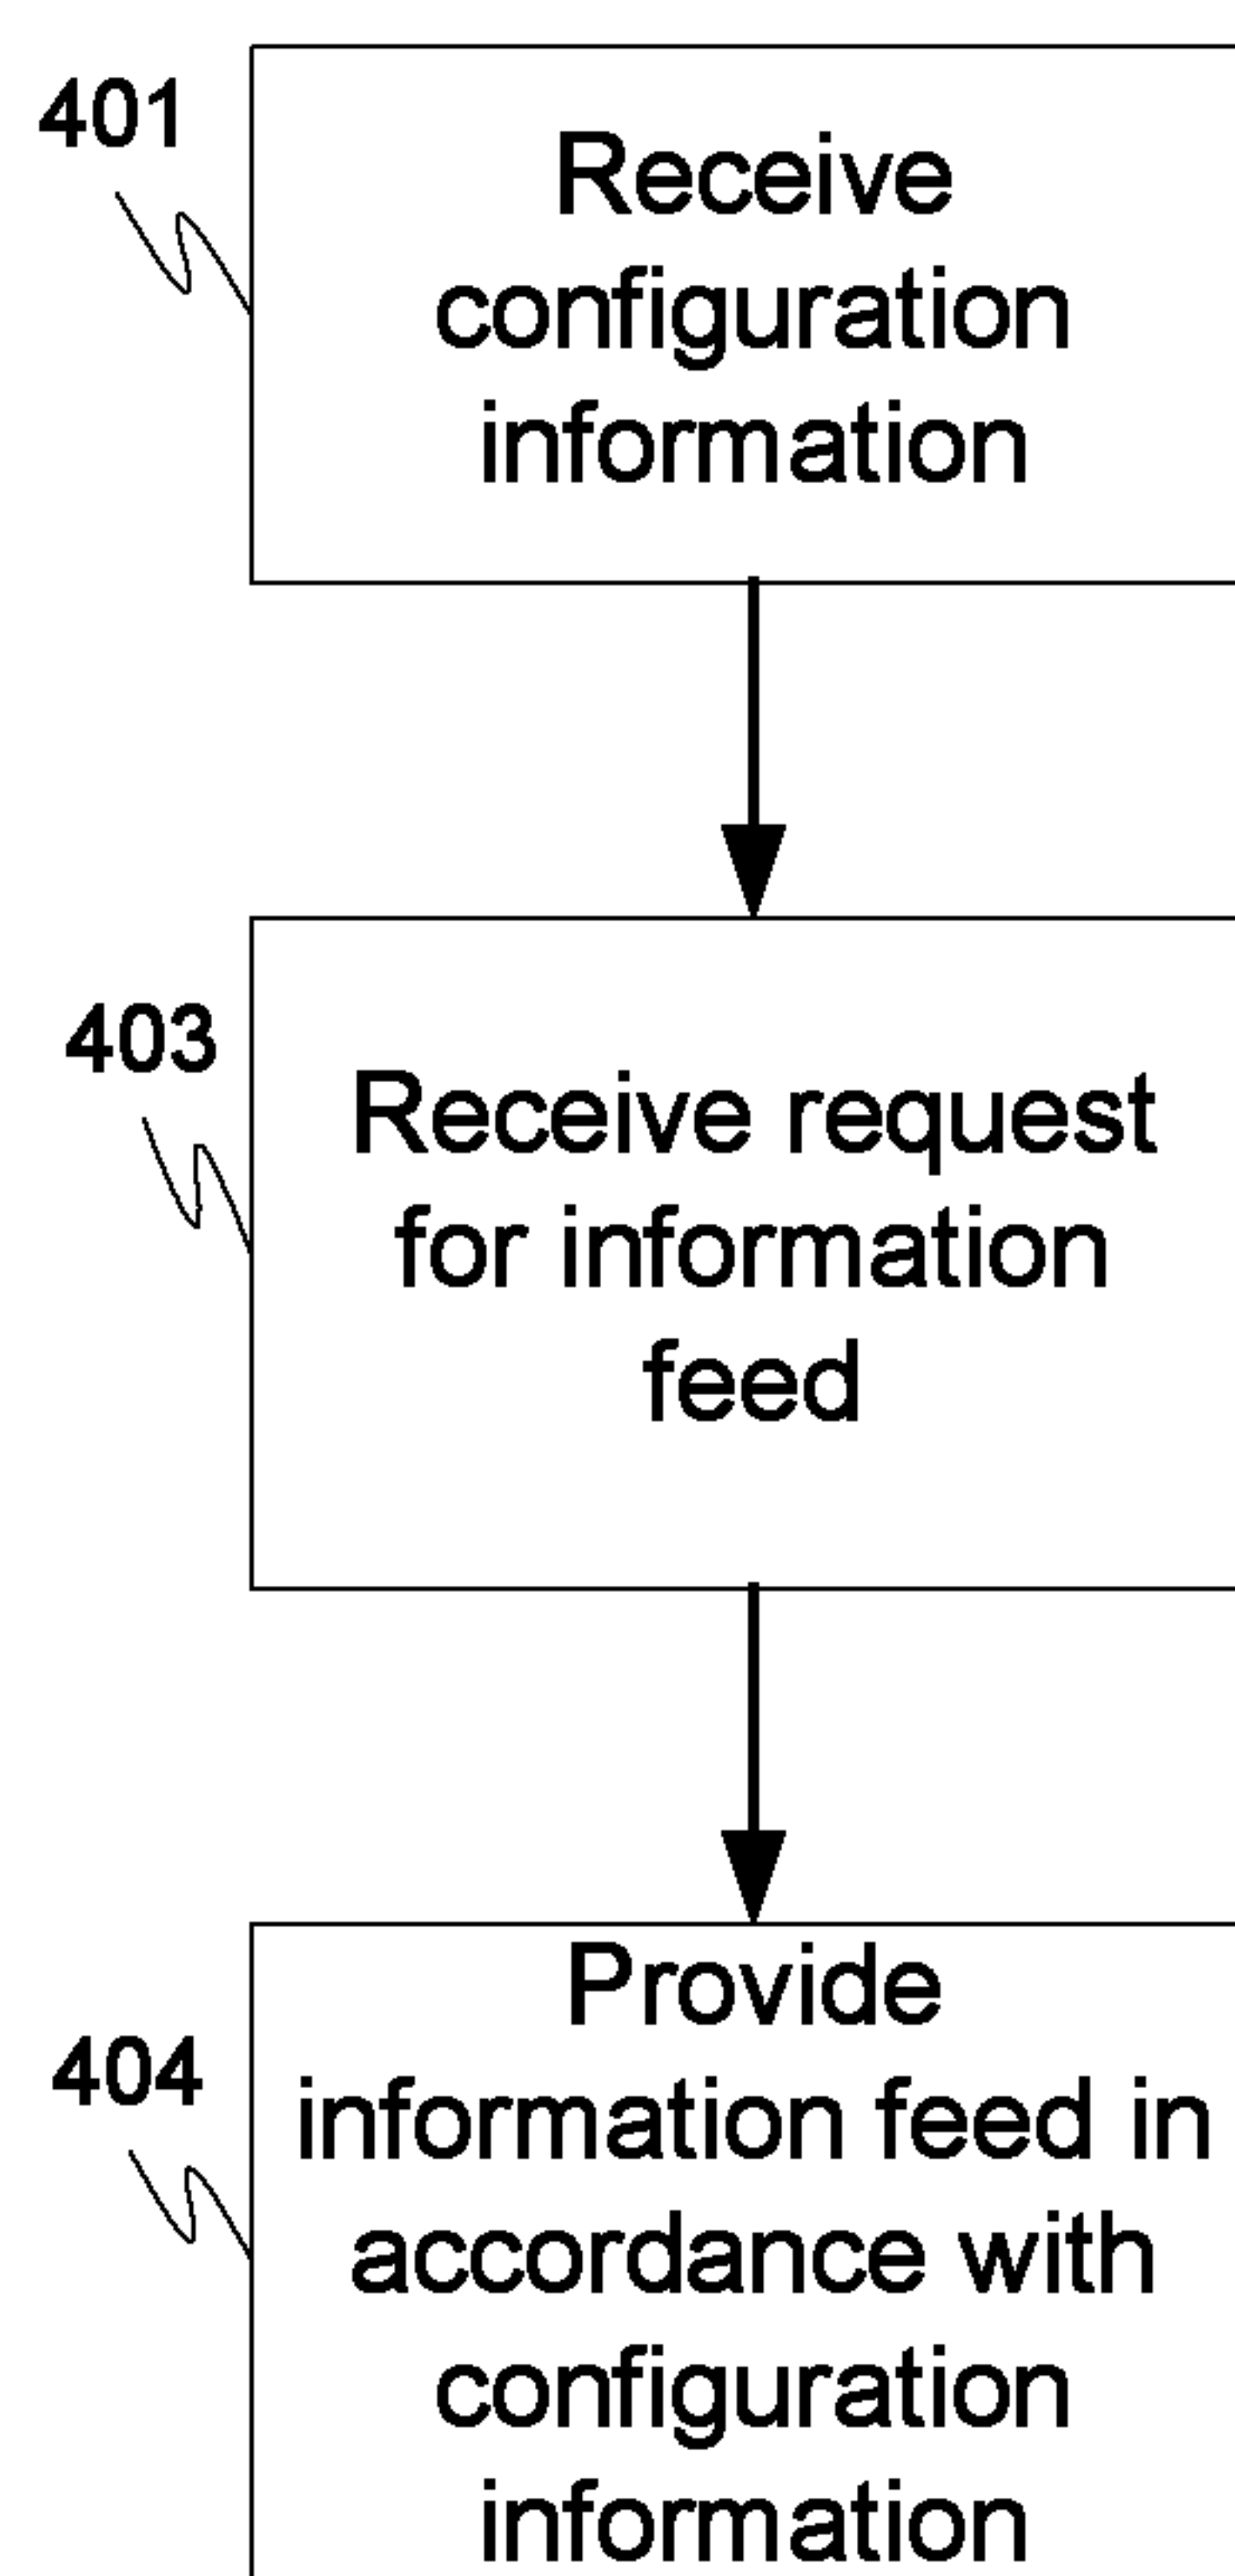 401
Receive
configuration
information
403
Receive request
for information
feed
404
Provide
information feed in
accordance with
configuration
information